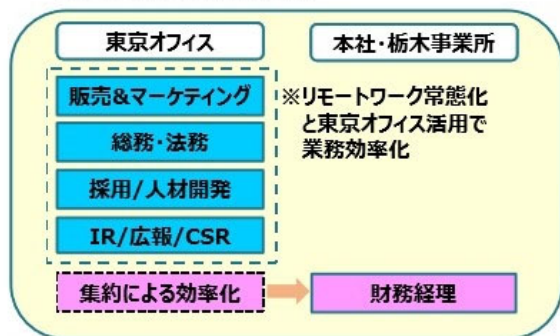 東京オフィス
本社・栃木事業所
販売&マーケティング
総務・法務
採用/人材開発
IR/広報/CSR
※リモートワーク常態化
と東京オフィス活用で
業務効率化
集約による効率化
財務経理